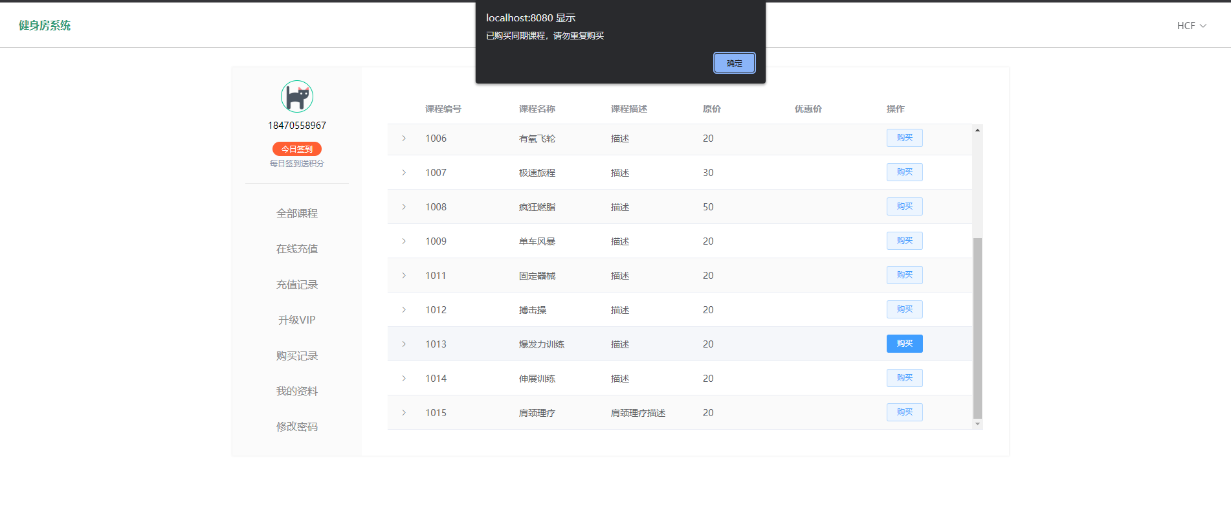 localhost:8080 显示
已购买同期课程，请勿重复购买
确定
健身房系统
HCF
18470558967
今日签到
每日签到送积分
全部课程
在线充值
充值记录
升级VIP
购买记录
我的资料
修改密码
课程编号 课程名称 课程描述 原价 优惠价 操作
1006 有氧飞轮 描述 20 购买
1007 极速旅程 描述 30 购买
1008 疯狂燃脂 描述 50 购买
1009 单车风暴 描述 20 购买
1011 固定器械 描述 20 购买
1012 搏击操 描述 20 购买
1013 爆发力训练 描述 20 购买
1014 伸展训练 描述 20 购买
1015 肩颈理疗 肩颈理疗描述 20 购买